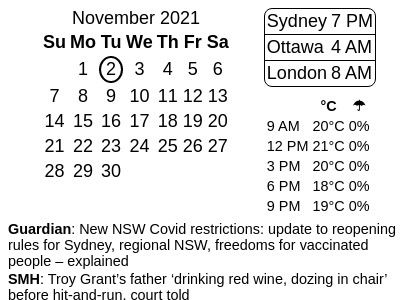 November 2021
Su Mo Tu We Th Fr Sa
1 2 3 4 5 6
7 8 9 10 11 12 13
14 15 16 17 18 19 20
21 22 23 24 25 26 27
28 29 30
Sydney 7 PM
Ottawa 4 AM
London 8 AM
°C ☂
9 AM 20°C 0%
12 PM 21°C 0%
3 PM 20°C 0%
6 PM 18°C 0%
9 PM 19°C 0%
Guardian: New NSW Covid restrictions: update to reopening
rules for Sydney, regional NSW, freedoms for vaccinated
people – explained
SMH: Troy Grant's father ‘drinking red wine, dozing in chair’
before hit-and-run, court told